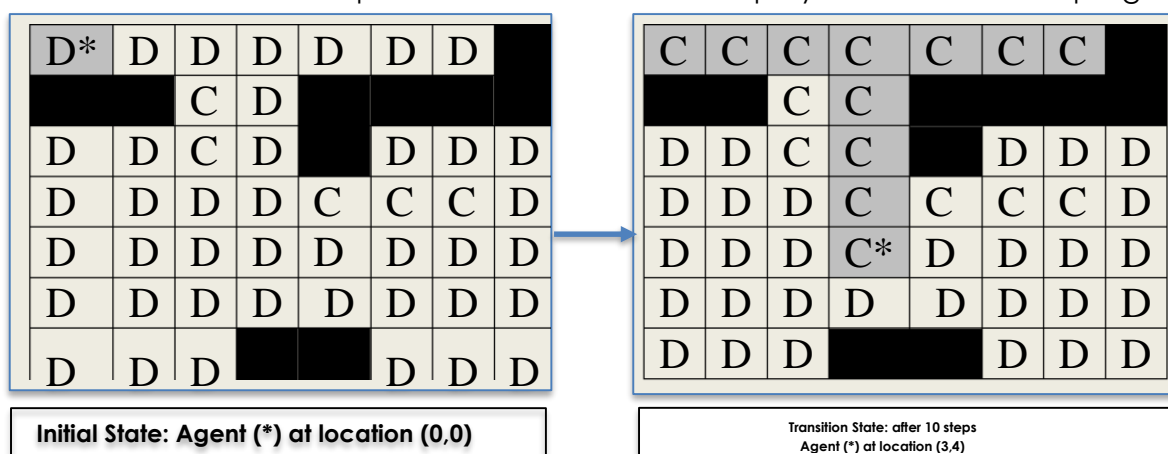 D* D D D D D D C C C C C C C
C D C C
D D C D D D D D D C C D D D
D D D D C C C D D D D C C C C D
D D D D D D D D D D D C* D D D D
D D D D D D D D D D D D D D D D
D D D D D D D D D D D D
Initial State: Agent (*) at location (0,0)
Transition State: after 10 steps
Agent (*) at location (3,4)